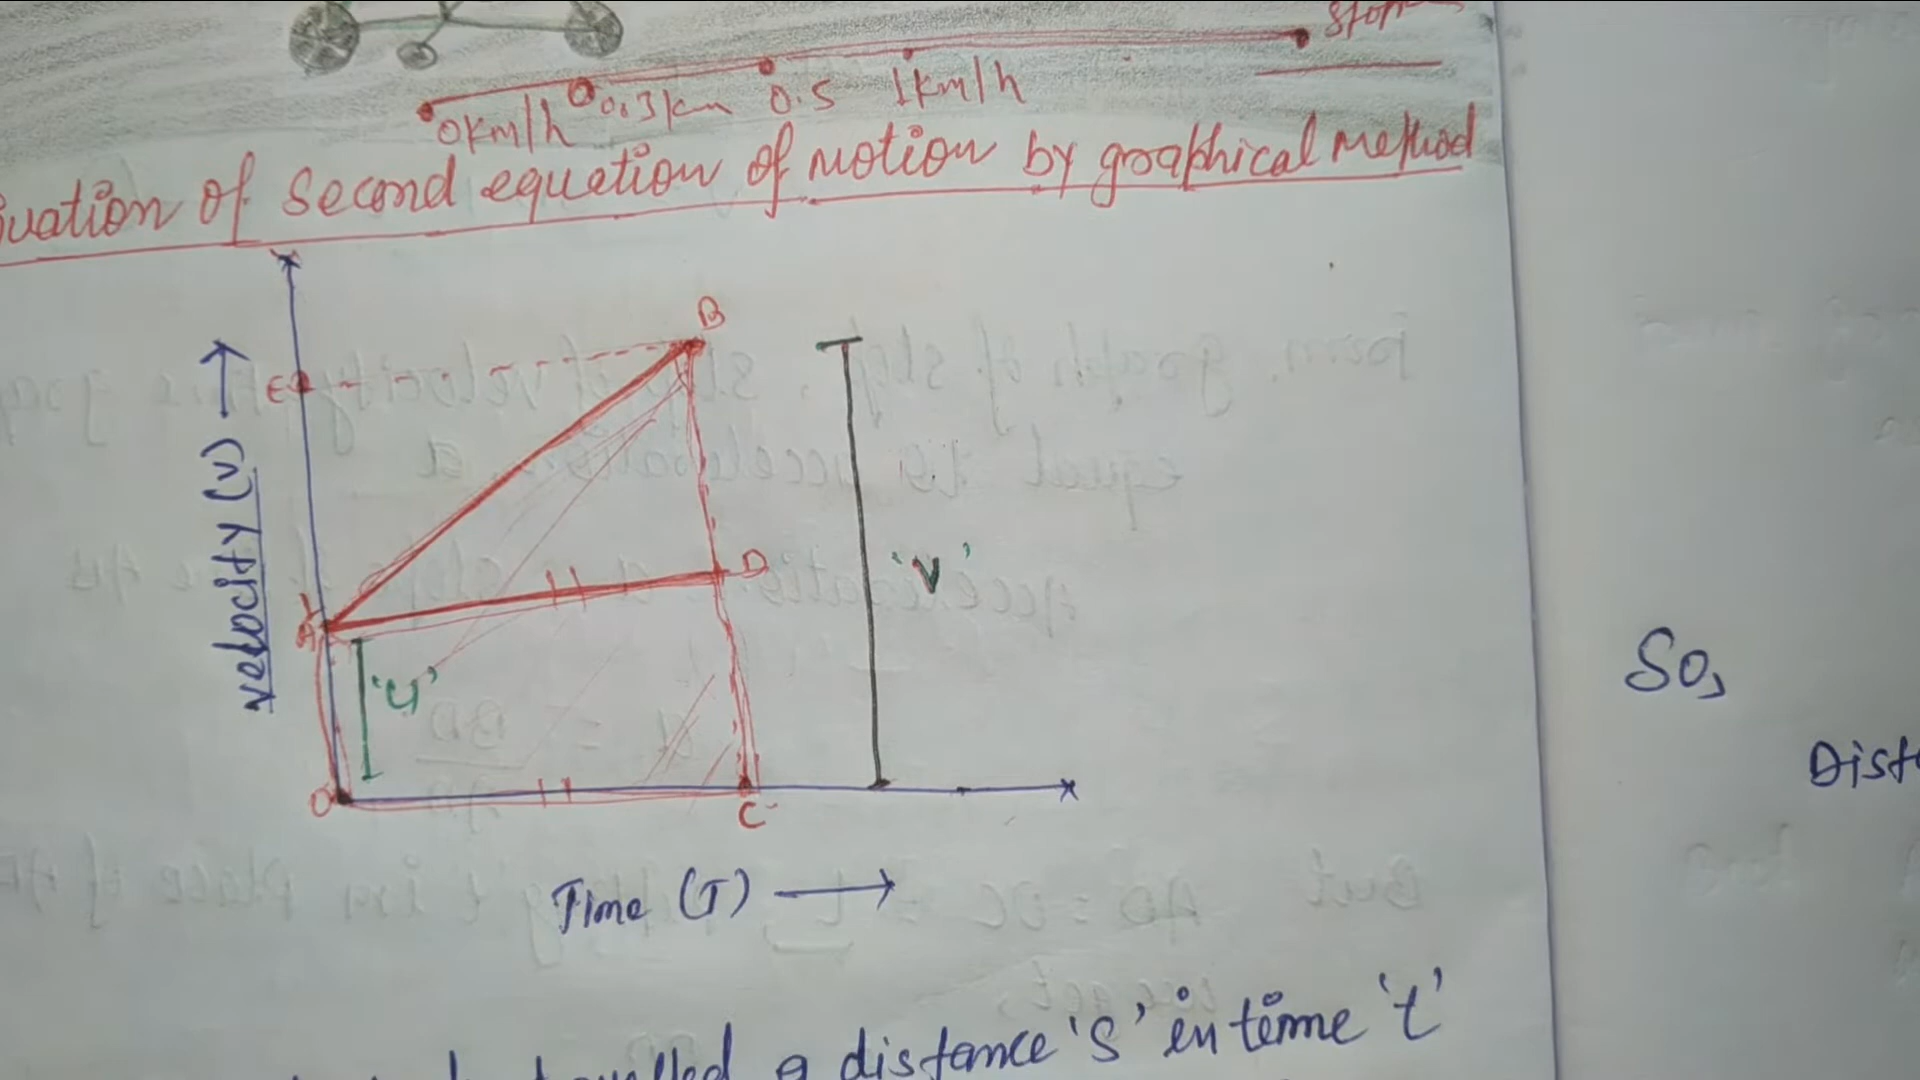 Stop
0km/h 0.3km 0.5 1km/h
of second equation of motion by graphical method
B
E
velocity (v)
D
'v'
A
'u'
So,
Dist
O
C
Time (T)
a distance 's' in time 't'